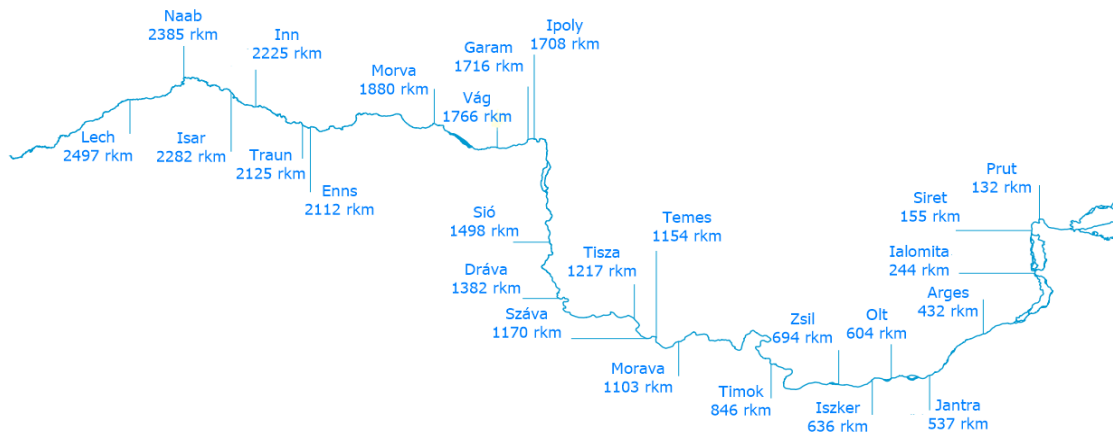 Naab
2385 rkm
Inn
2225 rkm
Ipoly
1708 rkm
Garam
1716 rkm
Morva
1880 rkm
Vág
1766 rkm
Lech
2497 rkm
Isar
2282 rkm
Traun
2125 rkm
Enns
2112 rkm
Prut
132 rkm
Siret
155 rkm
Sió
1498 rkm
Temes
1154 rkm
Tisza
1217 rkm
Ialomita
244 rkm
Dráva
1382 rkm
Arges
432 rkm
Száva
1170 rkm
Zsil
694 rkm
Olt
604 rkm
Morava
1103 rkm
Timok
846 rkm
Iszker
636 rkm
Jantra
537 rkm